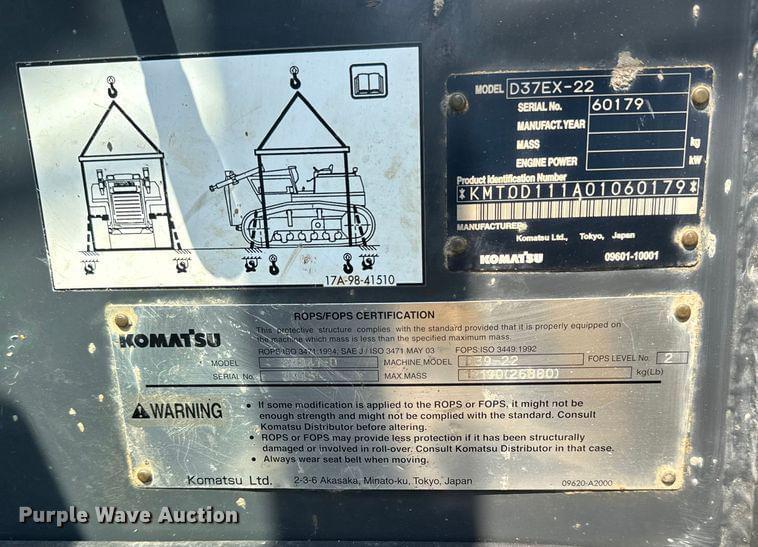 17A-98-41510
MODEL D37EX-22
SERIAL No. 60179
MANUFACT. YEAR
MASS kg
ENGINE POWER kW
Product Identification Number
*KMT0D111A01060179*
MANUFACTURER
Komatsu Ltd., Tokyo, Japan
KOMATSU 09601-10001
ROPS/FOPS CERTIFICATION
KOMATSU
This protective structure complies with the standard provided that it is properly equipped on
the machine which mass is less than the specified maximum mass.
ROPS:ISO 3471:1994, SAE J / ISO 3471 MAY 03 FOPS:ISO 3449:1992
MODEL MACHINE MODEL FOPS LEVEL No. 2
SERIAL No. MAX.MASS (26880) kg(Lb)
WARNING
• If some modification is applied to the ROPS or FOPS, it might not be
enough strength and might not be complied with the standard. Consult
Komatsu Distributor before altering.
• ROPS or FOPS may provide less protection if it has been structurally
damaged or involved in roll-over. Consult Komatsu Distributor in that case.
• Always wear seat belt when moving.
Komatsu Ltd. 2-3-6 Akasaka, Minato-ku, Tokyo, Japan 09620-A2000
Purple Wave Auction